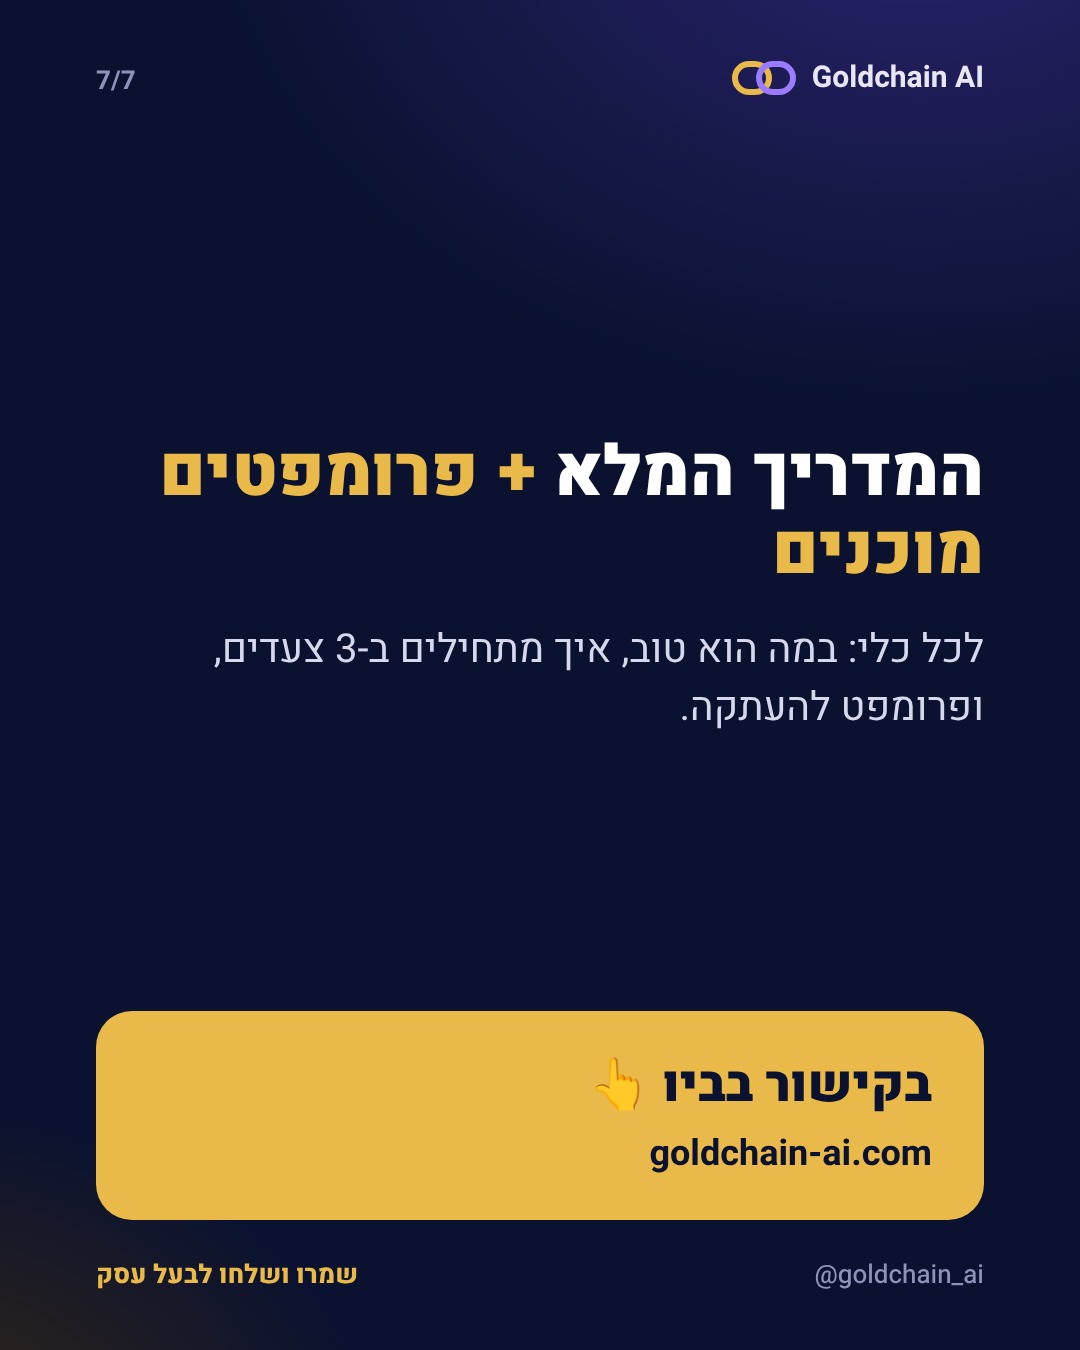 Goldchain AI
7/7
המדריך המלא + פרומפטים
מוכנים
לכל כלי: במה הוא טוב, איך מתחילים ב-3 צעדים,
ופרומפט להעתקה.
בקישור בביו 👆
goldchain-ai.com
@goldchain_ai
שמרו ושלחו לבעל עסק